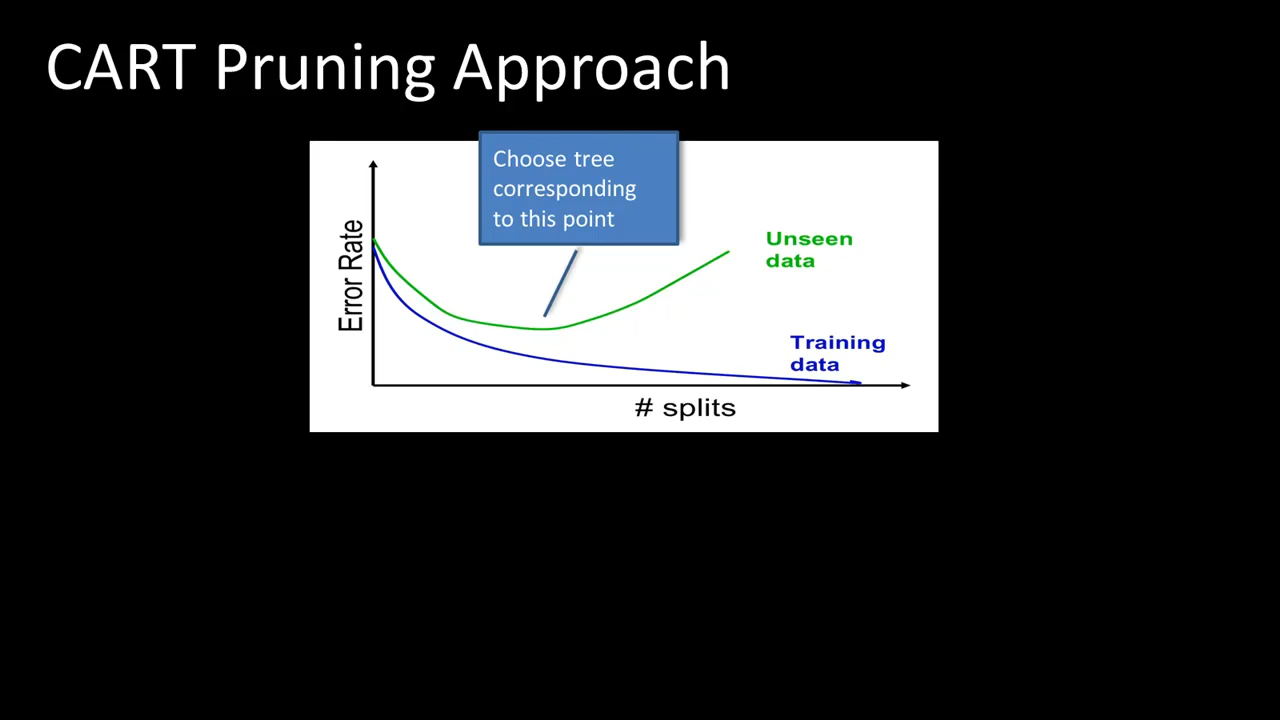 CART Pruning Approach
Choose tree
corresponding
to this point
Error Rate
Unseen
data
Training
data
# splits